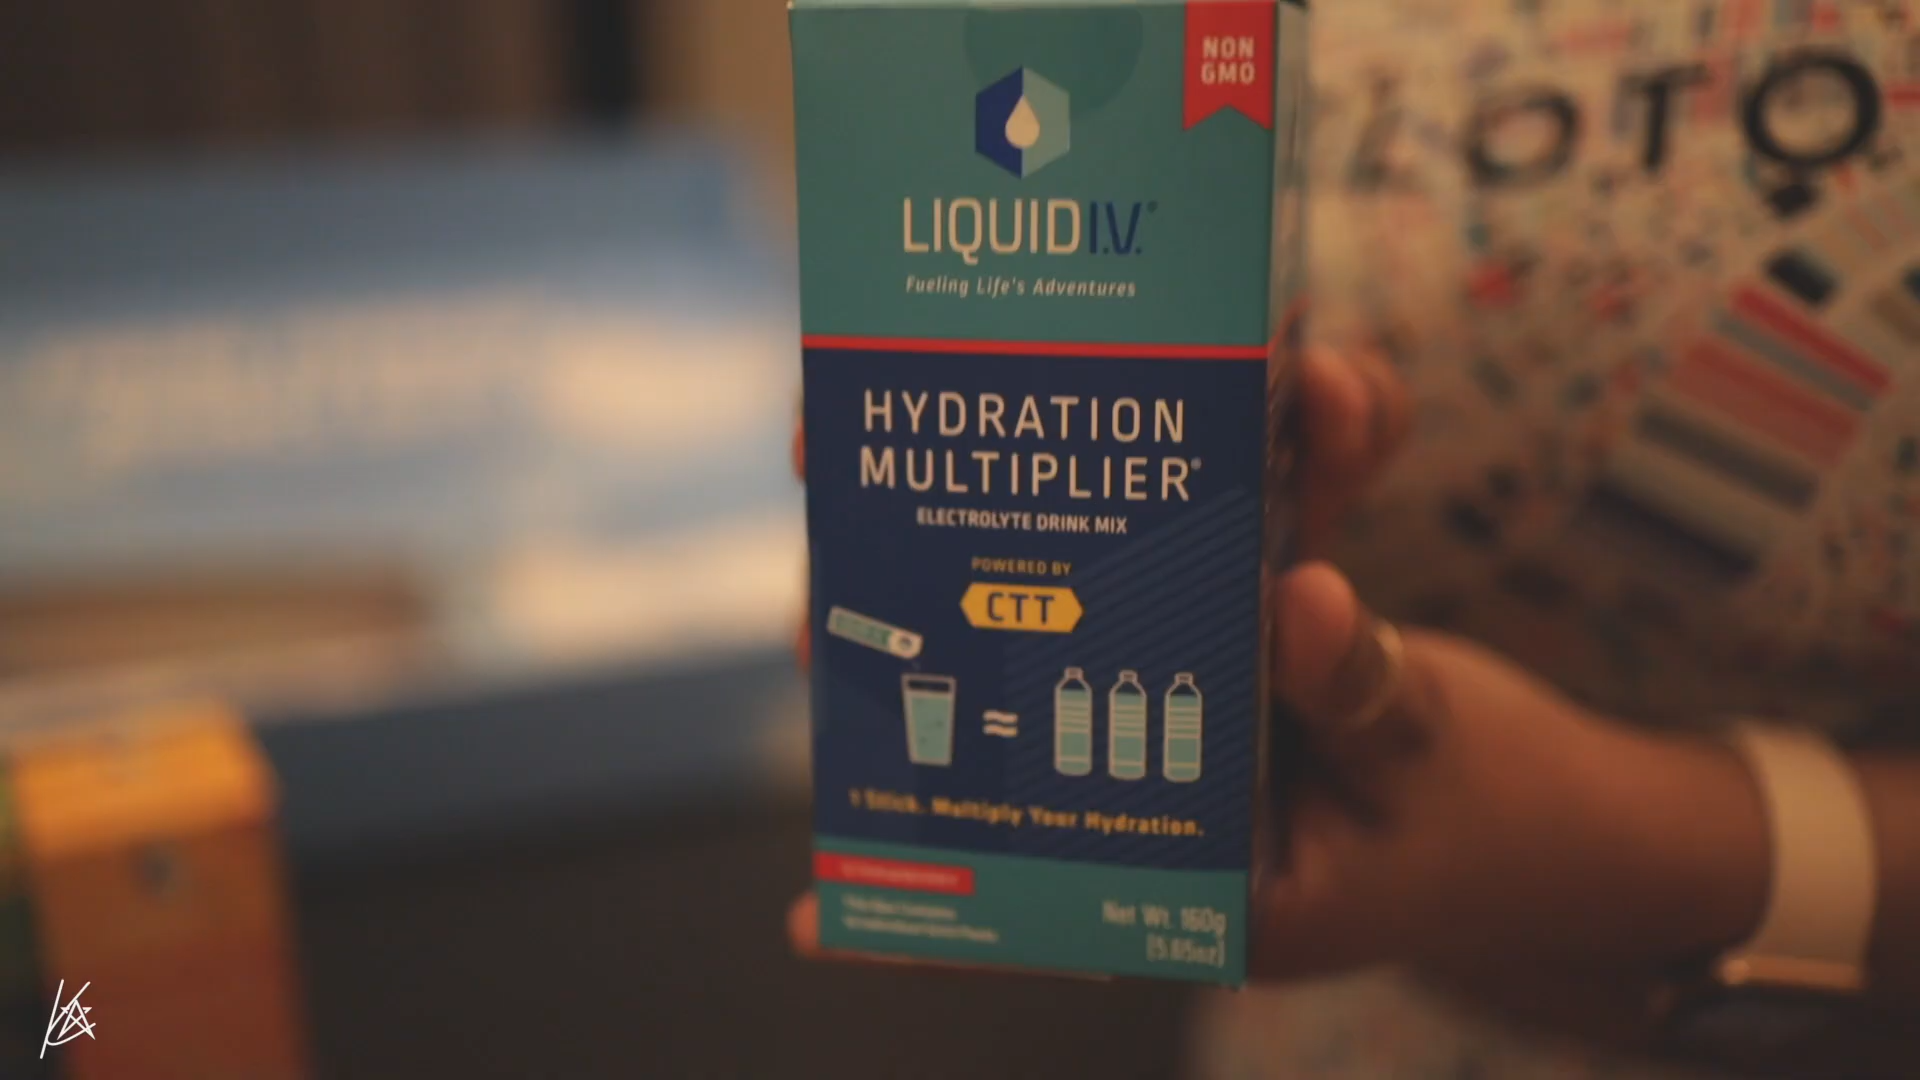 NON
GMO
LIQUID I.V.®
Fueling Life's Adventures
HYDRATION
MULTIPLIER®
ELECTROLYTE DRINK MIX
POWERED BY
CTT
1 Stick. Multiply Your Hydration.
Net Wt. 160g
(5.65oz)
OTO